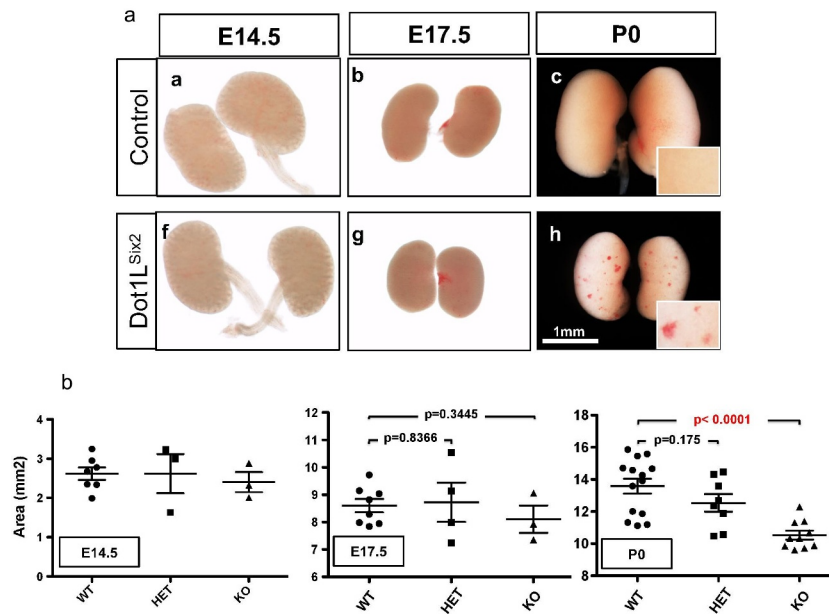 a
E14.5
E17.5
P0
Control
a
b
c
Dot1L^Six2
f
g
h
1mm
b
Area (mm2)
4
3
2
1
0
E14.5
WT
HET
KO
12
11
10
9
8
7
6
p=0.3445
p=0.8366
E17.5
WT
HET
KO
18
16
14
12
10
8
p< 0.0001
p=0.175
P0
WT
HET
KO